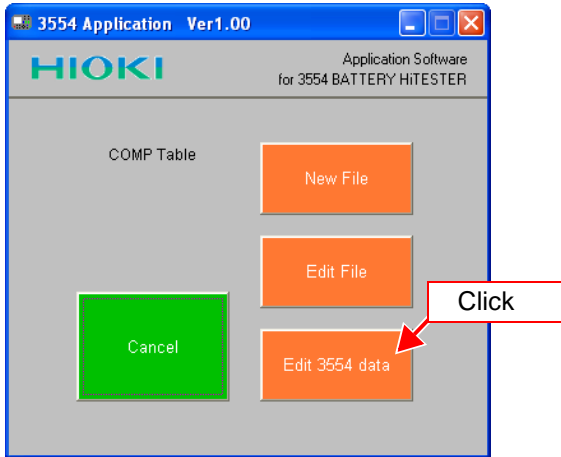 3554 Application Ver1.00
HIOKI
Application Software
for 3554 BATTERY HiTESTER
COMP Table
New File
Edit File
Click
Cancel
Edit 3554 data